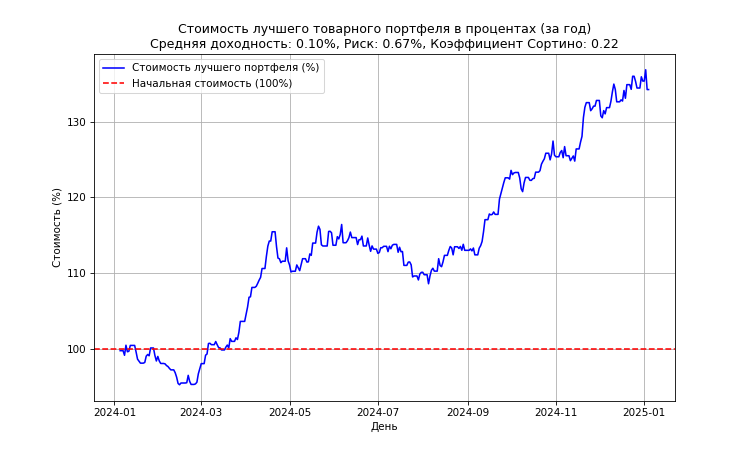 Стоимость лучшего товарного портфеля в процентах (за год)
Средняя доходность: 0.10%, Риск: 0.67%, Коэффициент Сортино: 0.22
Стоимость лучшего портфеля (%)
Начальная стоимость (100%)
Стоимость (%)
130
120
110
100
2024-01
2024-03
2024-05
2024-07
2024-09
2024-11
2025-01
День